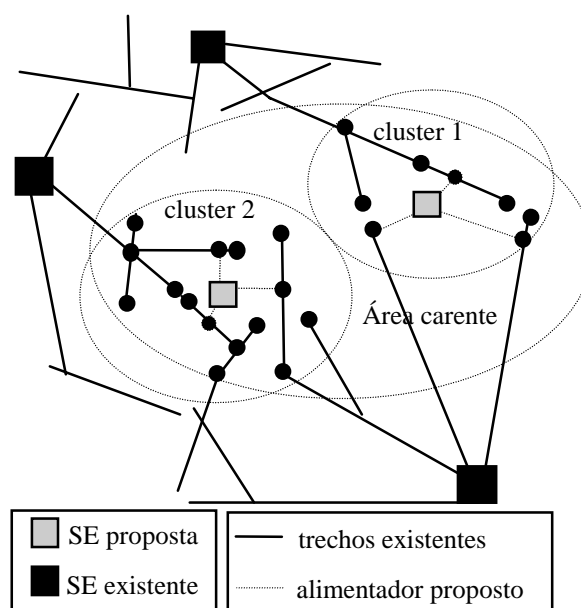 cluster 1
cluster 2
Área carente
SE proposta
SE existente
trechos existentes
alimentador proposto